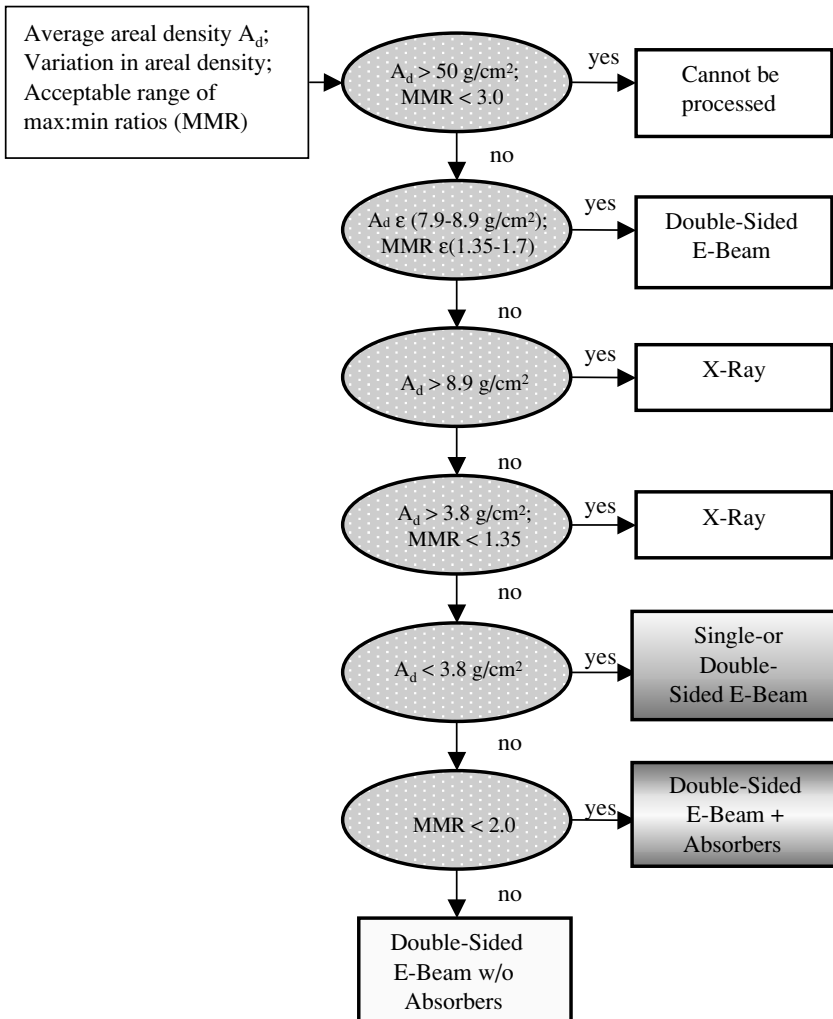 Average areal density A_d;
Variation in areal density;
Acceptable range of
max:min ratios (MMR)
A_d > 50 g/cm²;
MMR < 3.0
yes
Cannot be
processed
no
Ad ε (7.9-8.9 g/cm²);
MMR ε(1.35-1.7)
yes
Double-Sided
E-Beam
no
A_d > 8.9 g/cm²
yes
X-Ray
no
A_d > 3.8 g/cm²;
MMR < 1.35
yes
X-Ray
no
A_d < 3.8 g/cm²
yes
Single-or
Double-
Sided E-Beam
no
MMR < 2.0
yes
Double-Sided
E-Beam +
Absorbers
no
Double-Sided
E-Beam w/o
Absorbers